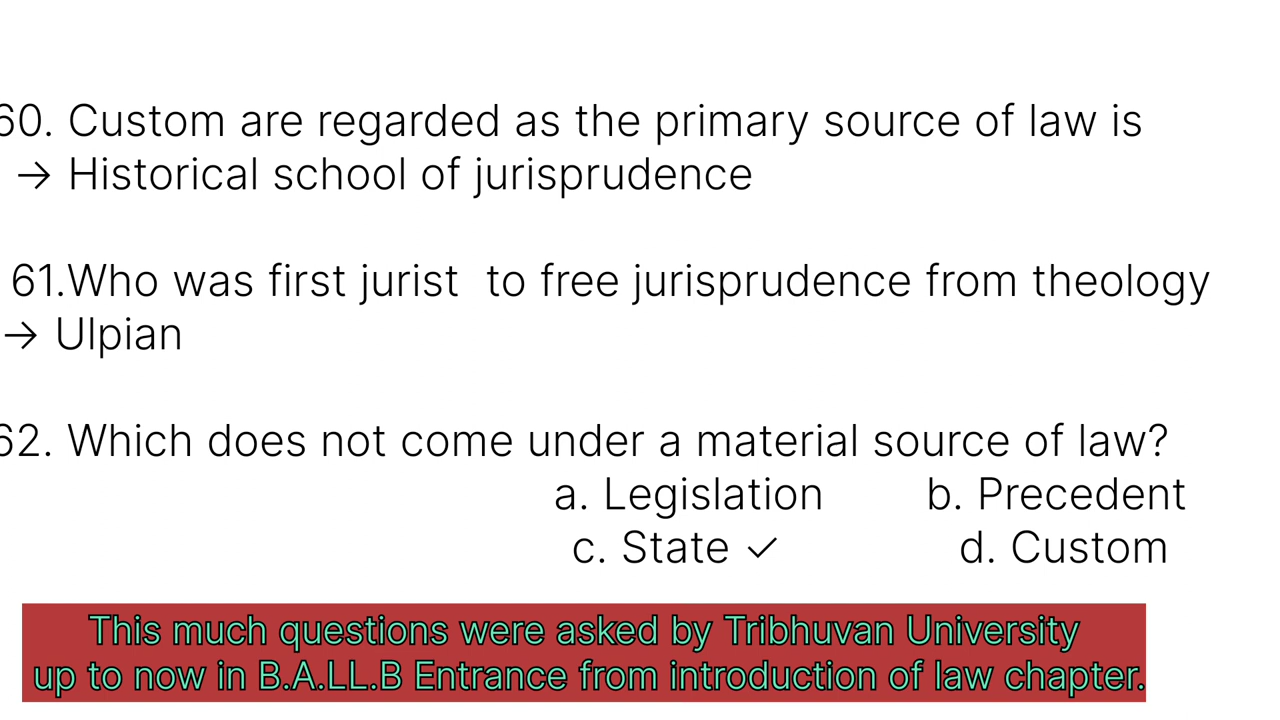 60. Custom are regarded as the primary source of law is
→ Historical school of jurisprudence
61.Who was first jurist  to free jurisprudence from theology
→ Ulpian
62. Which does not come under a material source of law?
a. Legislation b. Precedent
c. State ✓ d. Custom
This much questions were asked by Tribhuvan University
up to now in B.A.LL.B Entrance from introduction of law chapter.